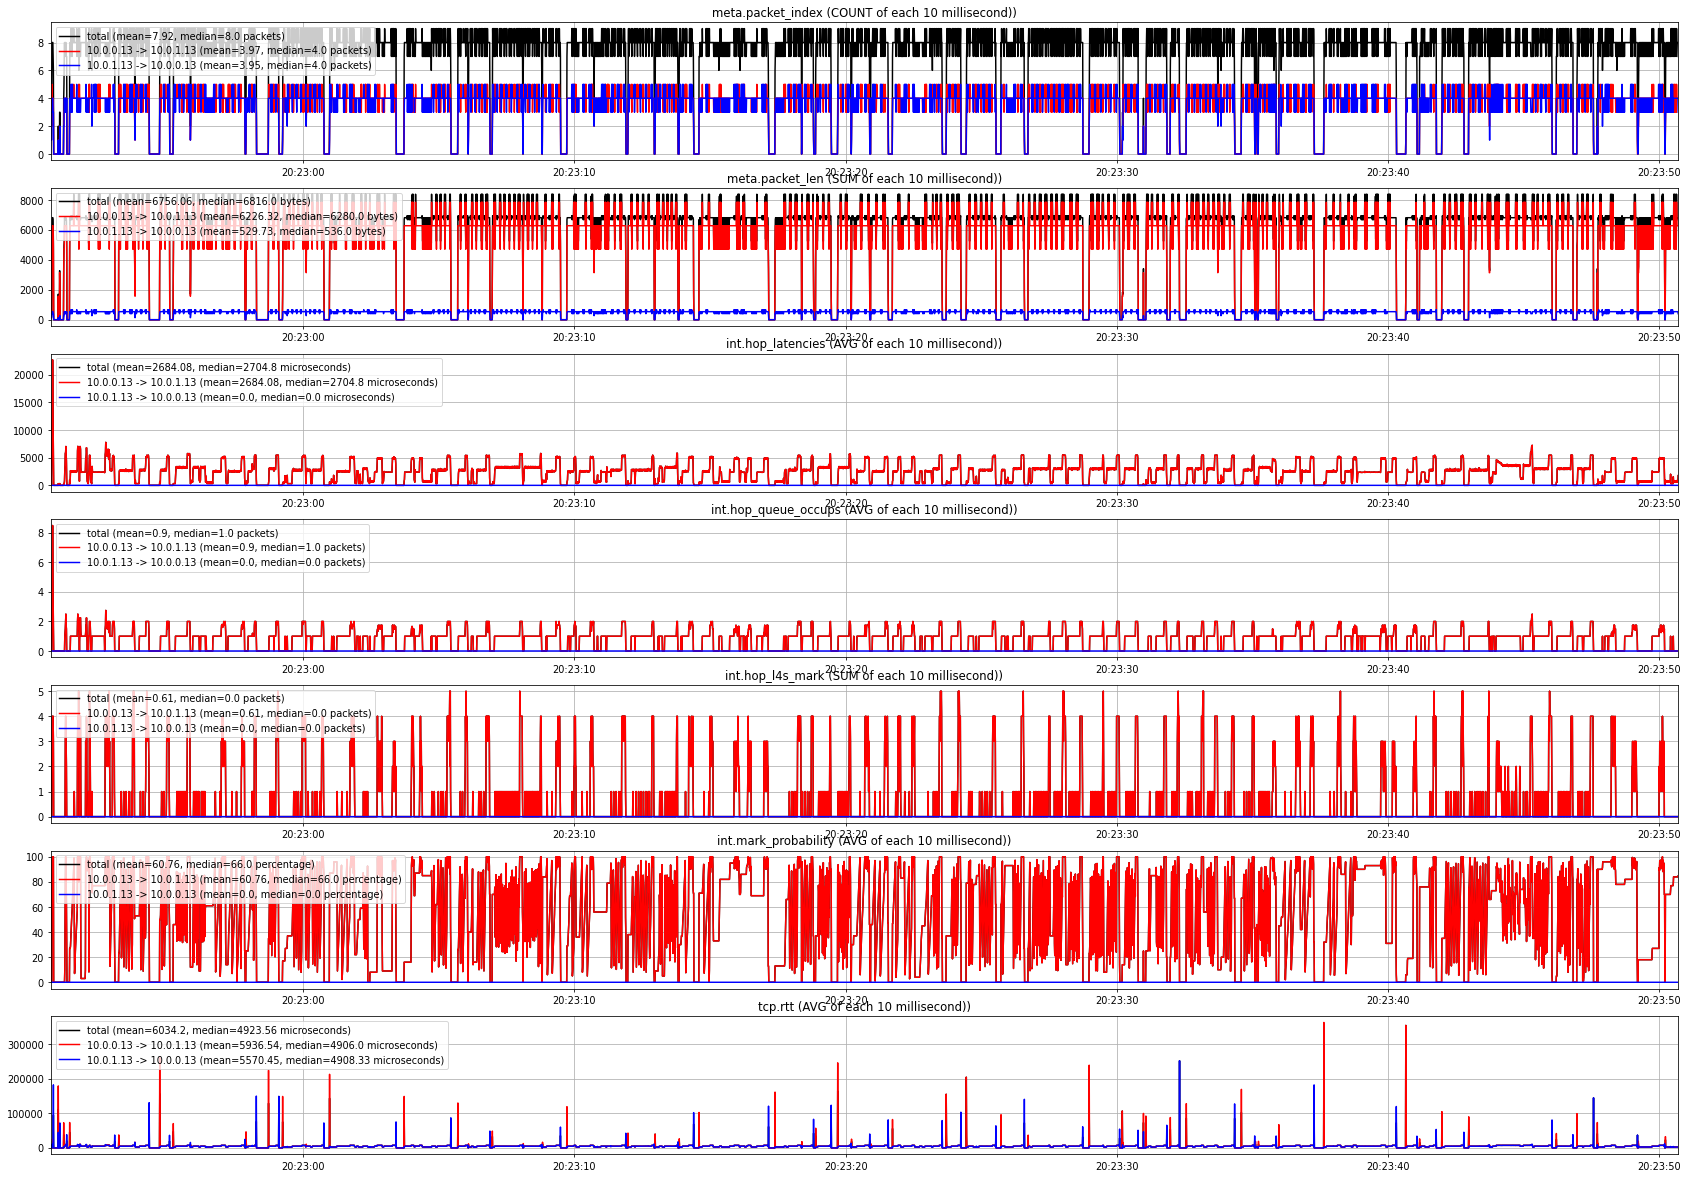 meta.packet_index (COUNT of each 10 millisecond))
total (mean=7.92, median=8.0 packets)
10.0.0.13 -> 10.0.1.13 (mean=3.97, median=4.0 packets)
10.0.1.13 -> 10.0.0.13 (mean=3.95, median=4.0 packets)
8
6
4
2
0
20:23:00 20:23:10 20:23:20 20:23:30 20:23:40 20:23:50
meta.packet_len (SUM of each 10 millisecond))
total (mean=6756.06, median=6816.0 bytes)
10.0.0.13 -> 10.0.1.13 (mean=6226.32, median=6280.0 bytes)
10.0.1.13 -> 10.0.0.13 (mean=529.73, median=536.0 bytes)
8000
6000
4000
2000
0
20:23:00 20:23:10 20:23:20 20:23:30 20:23:40 20:23:50
int.hop_latencies (AVG of each 10 millisecond))
total (mean=2684.08, median=2704.8 microseconds)
10.0.0.13 -> 10.0.1.13 (mean=2684.08, median=2704.8 microseconds)
10.0.1.13 -> 10.0.0.13 (mean=0.0, median=0.0 microseconds)
20000
15000
10000
5000
0
20:23:00 20:23:10 20:23:20 20:23:30 20:23:40 20:23:50
int.hop_queue_occups (AVG of each 10 millisecond))
total (mean=0.9, median=1.0 packets)
10.0.0.13 -> 10.0.1.13 (mean=0.9, median=1.0 packets)
10.0.1.13 -> 10.0.0.13 (mean=0.0, median=0.0 packets)
8
6
4
2
0
20:23:00 20:23:10 20:23:20 20:23:30 20:23:40 20:23:50
int.hop_l4s_mark (SUM of each 10 millisecond))
total (mean=0.61, median=0.0 packets)
10.0.0.13 -> 10.0.1.13 (mean=0.61, median=0.0 packets)
10.0.1.13 -> 10.0.0.13 (mean=0.0, median=0.0 packets)
5
4
3
2
1
0
20:23:00 20:23:10 20:23:20 20:23:30 20:23:40 20:23:50
int.mark_probability (AVG of each 10 millisecond))
total (mean=60.76, median=66.0 percentage)
10.0.0.13 -> 10.0.1.13 (mean=60.76, median=66.0 percentage)
10.0.1.13 -> 10.0.0.13 (mean=0.0, median=0.0 percentage)
100
80
60
40
20
0
20:23:00 20:23:10 20:23:20 20:23:30 20:23:40 20:23:50
tcp.rtt (AVG of each 10 millisecond))
total (mean=6034.2, median=4923.56 microseconds)
10.0.0.13 -> 10.0.1.13 (mean=5936.54, median=4906.0 microseconds)
10.0.1.13 -> 10.0.0.13 (mean=5570.45, median=4908.33 microseconds)
300000
200000
100000
0
20:23:00 20:23:10 20:23:20 20:23:30 20:23:40 20:23:50